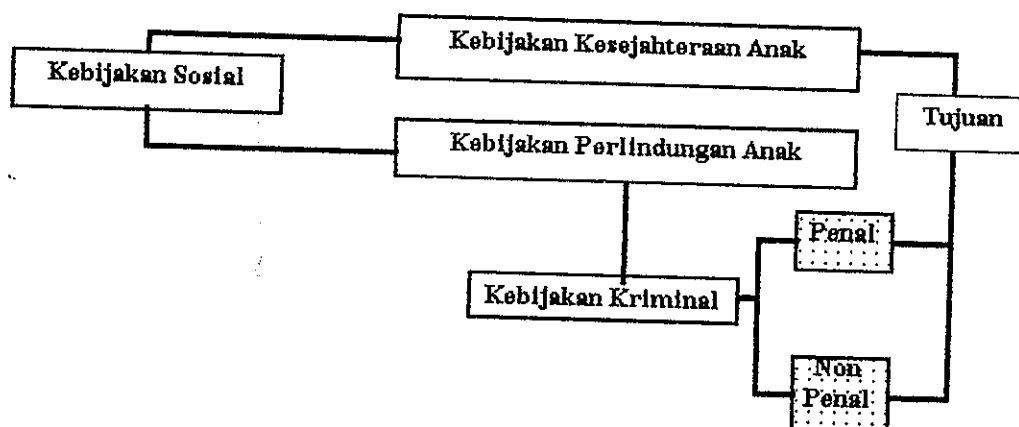 Kebijakan Kesejahteraan Anak
Kebijakan Sosial
Tujuan
Kebijakan Perlindungan Anak
Penal
Kebijakan Kriminal
Non
Penal